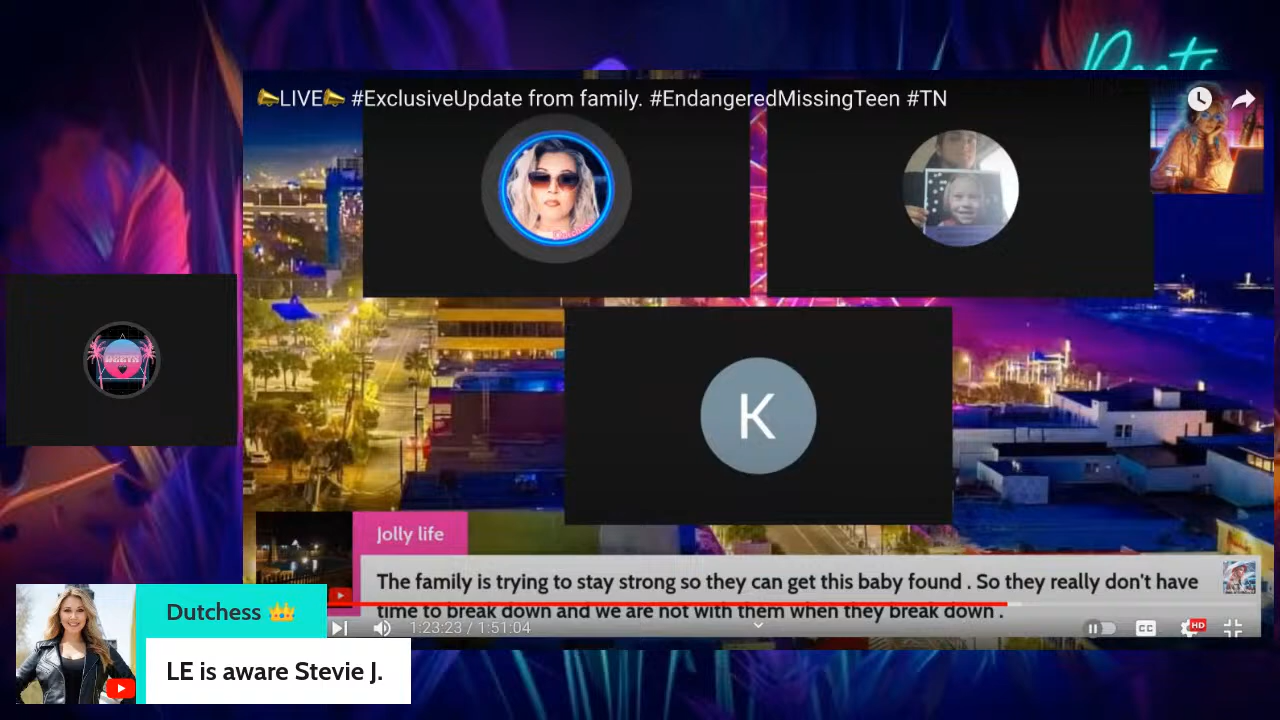 📣LIVE📣 #ExclusiveUpdate from family. #EndangeredMissingTeen #TN
DEETS
K
Jolly life
The family is trying to stay strong so they can get this baby found . So they really don't have
time to break down and we are not with them when they break down .
1:23:23 / 1:51:04
CC
HD
Dutchess 👑
LE is aware Stevie J.